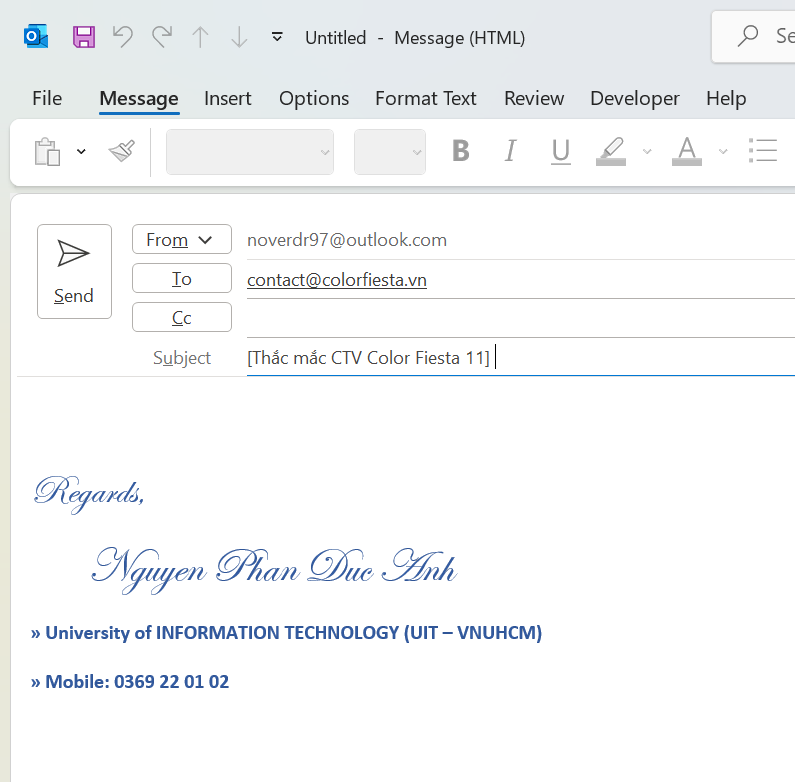 Untitled - Message (HTML)
Se
File Message Insert Options Format Text Review Developer Help
B I U A
Send
From noverdr97@outlook.com
To contact@colorfiesta.vn
Cc
Subject [Thắc mắc CTV Color Fiesta 11]
Regards,
Nguyen Phan Duc Anh
» University of INFORMATION TECHNOLOGY (UIT – VNUHCM)
» Mobile: 0369 22 01 02